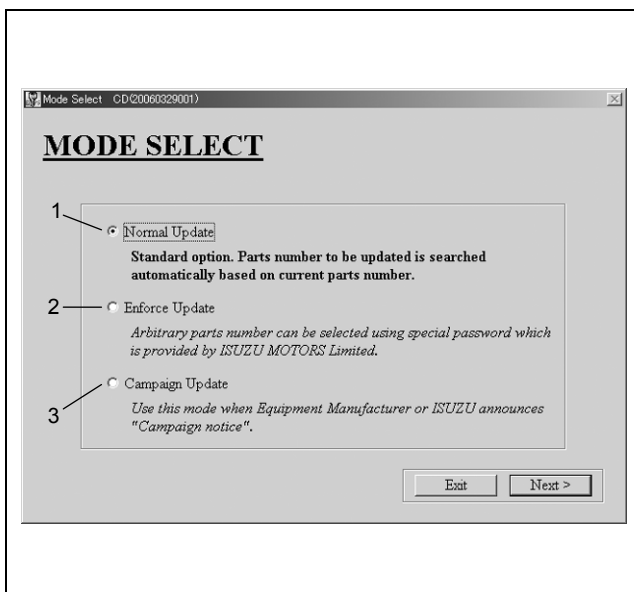 Mode Select CD(20060329001)
MODE SELECT
1
Normal Update
Standard option. Parts number to be updated is searched
automatically based on current parts number.
2
Enforce Update
Arbitrary parts number can be selected using special password which
is provided by ISUZU MOTORS Limited.
Campaign Update
3
Use this mode when Equipment Manufacturer or ISUZU announces
"Campaign notice".
Exit
Next >